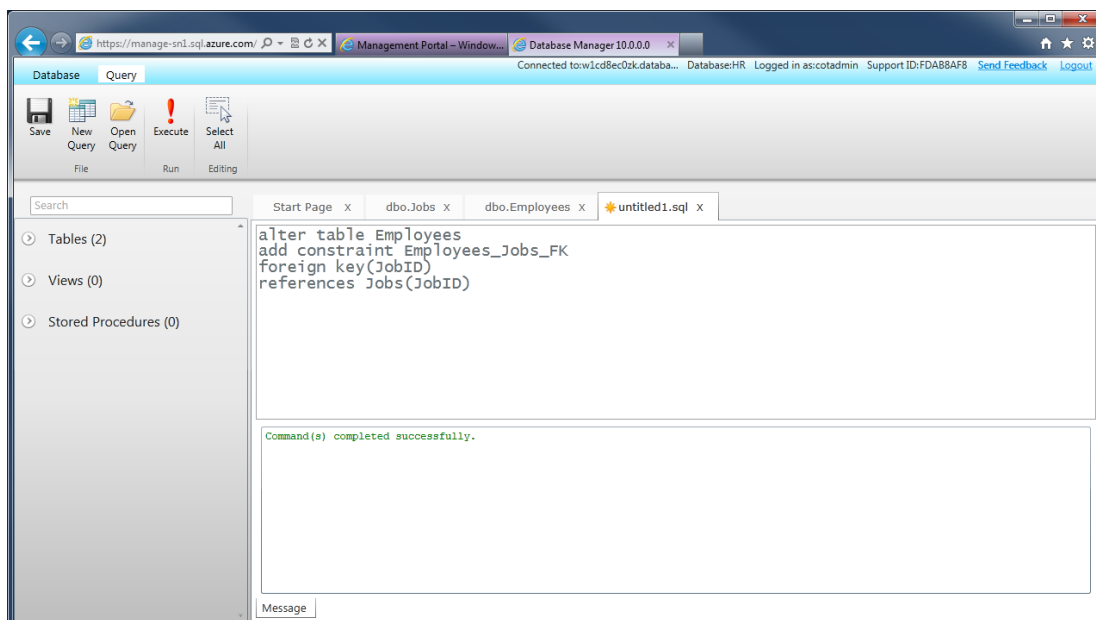 https://manage-sn1.sql.azure.com/
Management Portal – Window...
Database Manager 10.0.0.0
Database Query
Connected to:w1cd8ec0zk.databa... Database:HR Logged in as:cotadmin Support ID:FDAB8AF8 Send Feedback Logout
Save New Query Open Query Execute Select All
File Run Editing
Search
Start Page X dbo.Jobs X dbo.Employees X untitled1.sql X
Tables (2)
Views (0)
Stored Procedures (0)
alter table Employees
add constraint Employees_Jobs_FK
foreign key(JobID)
references Jobs(JobID)
Command(s) completed successfully.
Message